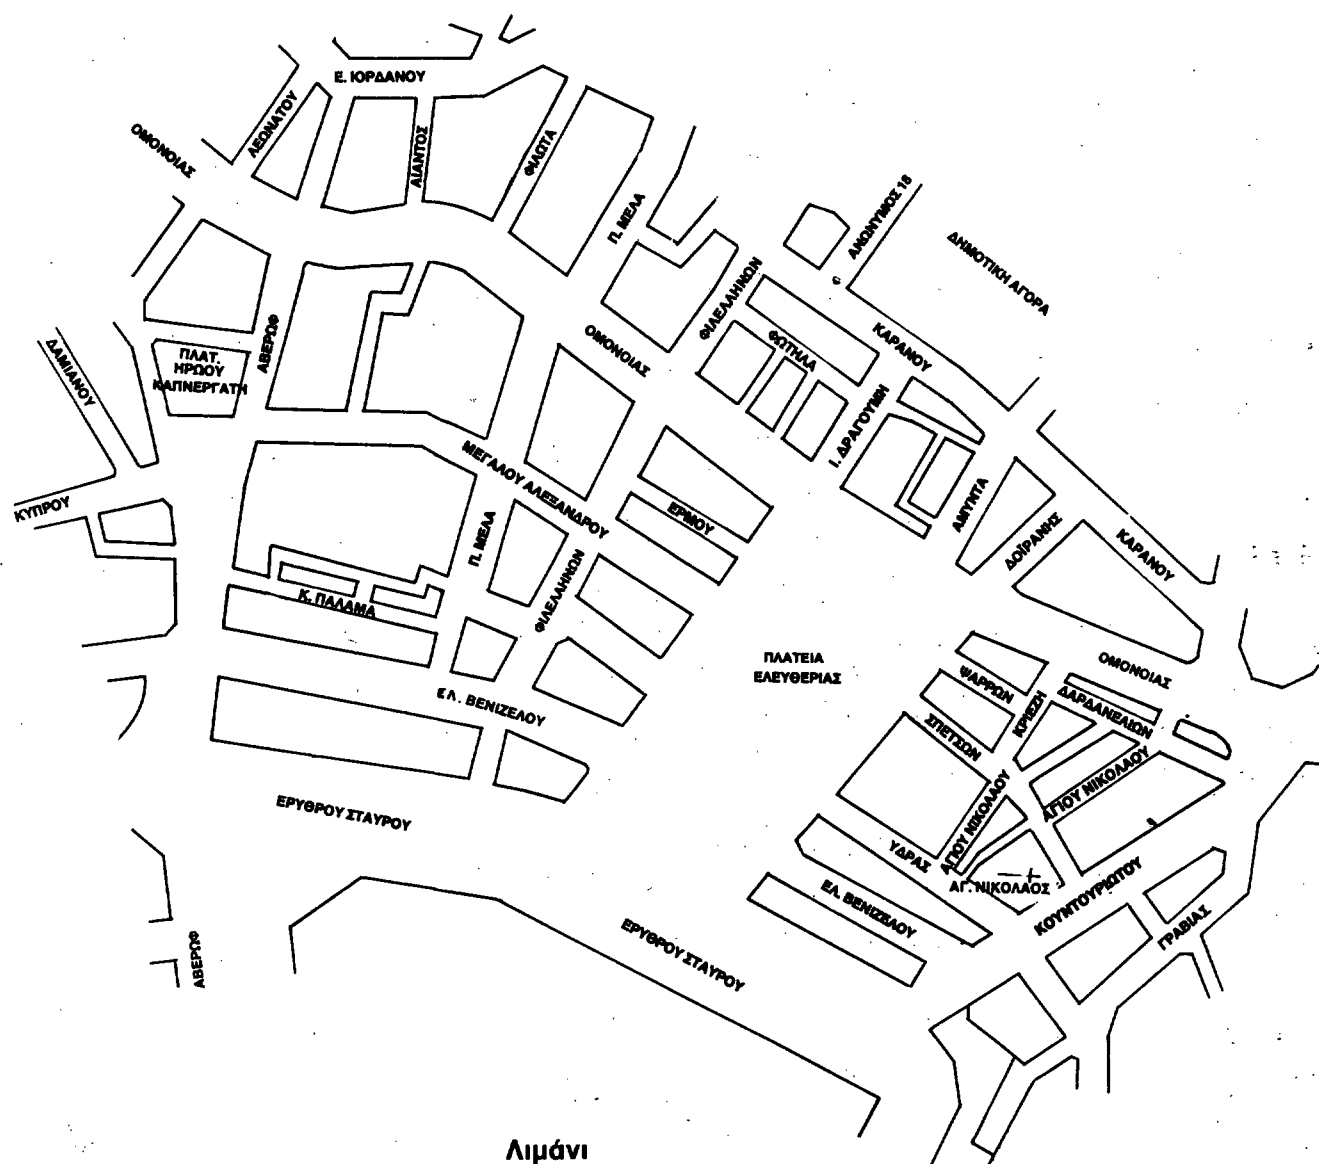 Ε. ΙΟΡΔΑΝΟΥ
ΛΕΩΝΑΤΟΥ
ΟΜΟΝΟΙΑΣ
ΑΙΑΝΤΟΣ
ΦΙΛΩΤΑ
Π. ΜΕΛΑ
ΑΝΩΝΥΜΟΣ 18
ΔΗΜΟΤΙΚΗ ΑΓΟΡΑ
ΦΙΛΕΛΛΗΝΩΝ
ΚΑΡΑΝΟΥ
ΑΒΕΡΩΦ
ΟΜΟΝΟΙΑΣ
ΦΩΤΗΛΑ
ΔΑΜΙΑΝΟΥ
ΠΛΑΤ.
ΗΡΩΟΥ
ΚΑΠΝΕΡΓΑΤΗ
Ι. ΔΡΑΓΟΥΜΗ
ΜΕΓΑΛΟΥ ΑΛΕΞΑΝΔΡΟΥ
ΕΡΜΟΥ
ΑΜΥΝΤΑ
ΚΥΠΡΟΥ
Π. ΜΕΛΑ
ΔΟΪΡΑΝΗΣ
ΚΑΡΑΝΟΥ
ΦΙΛΕΛΛΗΝΩΝ
Κ. ΠΑΛΑΜΑ
ΠΛΑΤΕΙΑ
ΕΛΕΥΘΕΡΙΑΣ
ΟΜΟΝΟΙΑΣ
ΨΑΡΡΩΝ
ΚΡΙΕΖΗ
ΔΑΡΔΑΝΕΛΙΩΝ
ΕΛ. ΒΕΝΙΖΕΛΟΥ
ΣΠΕΤΣΩΝ
ΑΓΙΟΥ ΝΙΚΟΛΑΟΥ
ΑΓΙΟΥ ΝΙΚΟΛΑΟΥ
ΕΡΥΘΡΟΥ ΣΤΑΥΡΟΥ
ΥΔΡΑΣ
ΑΓ. ΝΙΚΟΛΑΟΣ
ΕΛ. ΒΕΝΙΖΕΛΟΥ
ΚΟΥΝΤΟΥΡΙΩΤΟΥ
ΓΡΑΒΙΑΣ
ΑΒΕΡΩΦ
ΕΡΥΘΡΟΥ ΣΤΑΥΡΟΥ
Λιμάνι